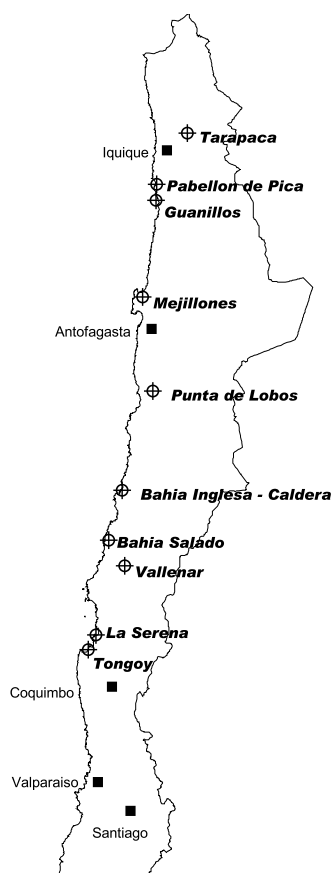 Tarapaca
Iquique
Pabellon de Pica
Guanillos
Mejillones
Antofagasta
Punta de Lobos
Bahia Inglesa - Caldera
Bahia Salado
Vallenar
La Serena
Tongoy
Coquimbo
Valparaiso
Santiago